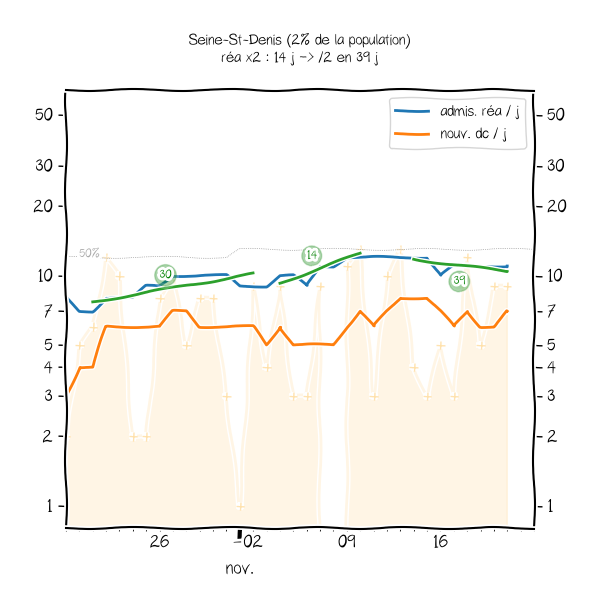 Seine-St-Denis (2% de la population)
réa x2 : 14 j -> /2 en 39 j
admis. réa / j
nouv. dc / j
50 50
30 30
20 20
50%
14
30
39
10 10
7 7
5 5
4 4
3 3
2 2
1 1
26 02 09 16
nov.